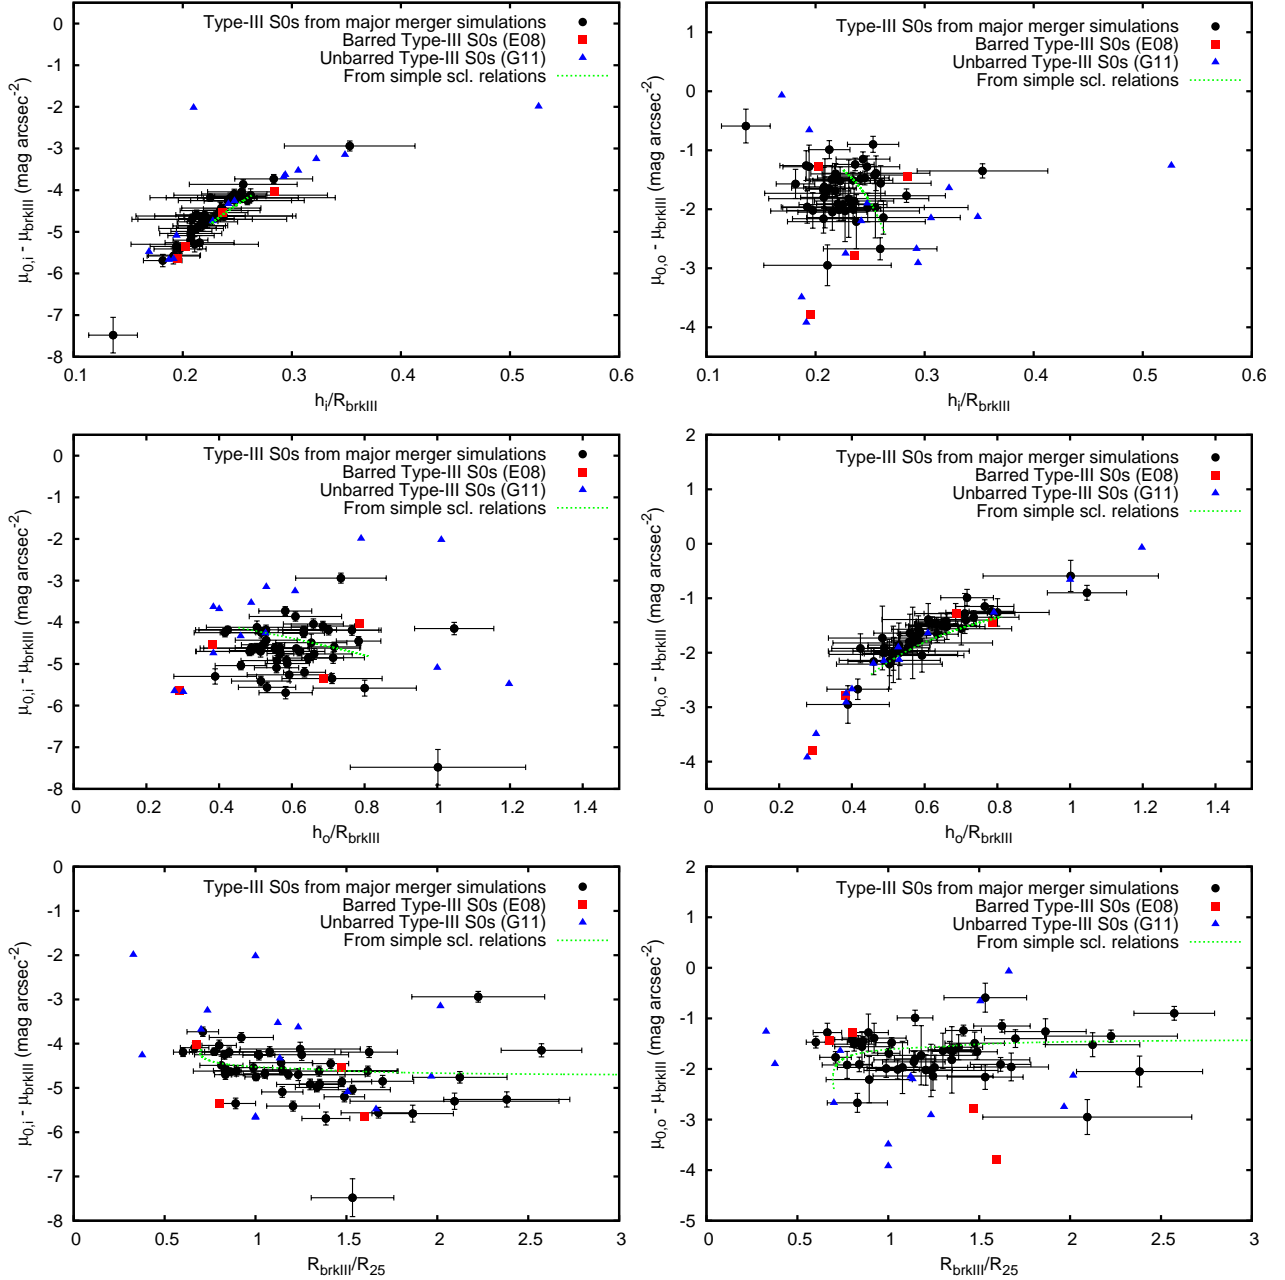 Type-III S0s from major merger simulations
Barred Type-III S0s (E08)
Unbarred Type-III S0s (G11)
From simple scl. relations
0
-1
-2
-3
-4
-5
-6
-7
-8
μ0,i - μbrkIII (mag arcsec-2)
0.1 0.2 0.3 0.4 0.5 0.6
hi/RbrkIII
Type-III S0s from major merger simulations
Barred Type-III S0s (E08)
Unbarred Type-III S0s (G11)
From simple scl. relations
1
0
-1
-2
-3
-4
μ0,o - μbrkIII (mag arcsec-2)
0.1 0.2 0.3 0.4 0.5 0.6
hi/RbrkIII
Type-III S0s from major merger simulations
Barred Type-III S0s (E08)
Unbarred Type-III S0s (G11)
From simple scl. relations
0
-1
-2
-3
-4
-5
-6
-7
-8
μ0,i - μbrkIII (mag arcsec-2)
0 0.2 0.4 0.6 0.8 1 1.2 1.4
ho/RbrkIII
Type-III S0s from major merger simulations
Barred Type-III S0s (E08)
Unbarred Type-III S0s (G11)
From simple scl. relations
2
1
0
-1
-2
-3
-4
μ0,o - μbrkIII (mag arcsec-2)
0 0.2 0.4 0.6 0.8 1 1.2 1.4
ho/RbrkIII
Type-III S0s from major merger simulations
Barred Type-III S0s (E08)
Unbarred Type-III S0s (G11)
From simple scl. relations
0
-1
-2
-3
-4
-5
-6
-7
-8
μ0,i - μbrkIII (mag arcsec-2)
0 0.5 1 1.5 2 2.5 3
RbrkIII/R25
Type-III S0s from major merger simulations
Barred Type-III S0s (E08)
Unbarred Type-III S0s (G11)
From simple scl. relations
2
1
0
-1
-2
-3
-4
-5
μ0,o - μbrkIII (mag arcsec-2)
0 0.5 1 1.5 2 2.5 3
RbrkIII/R25